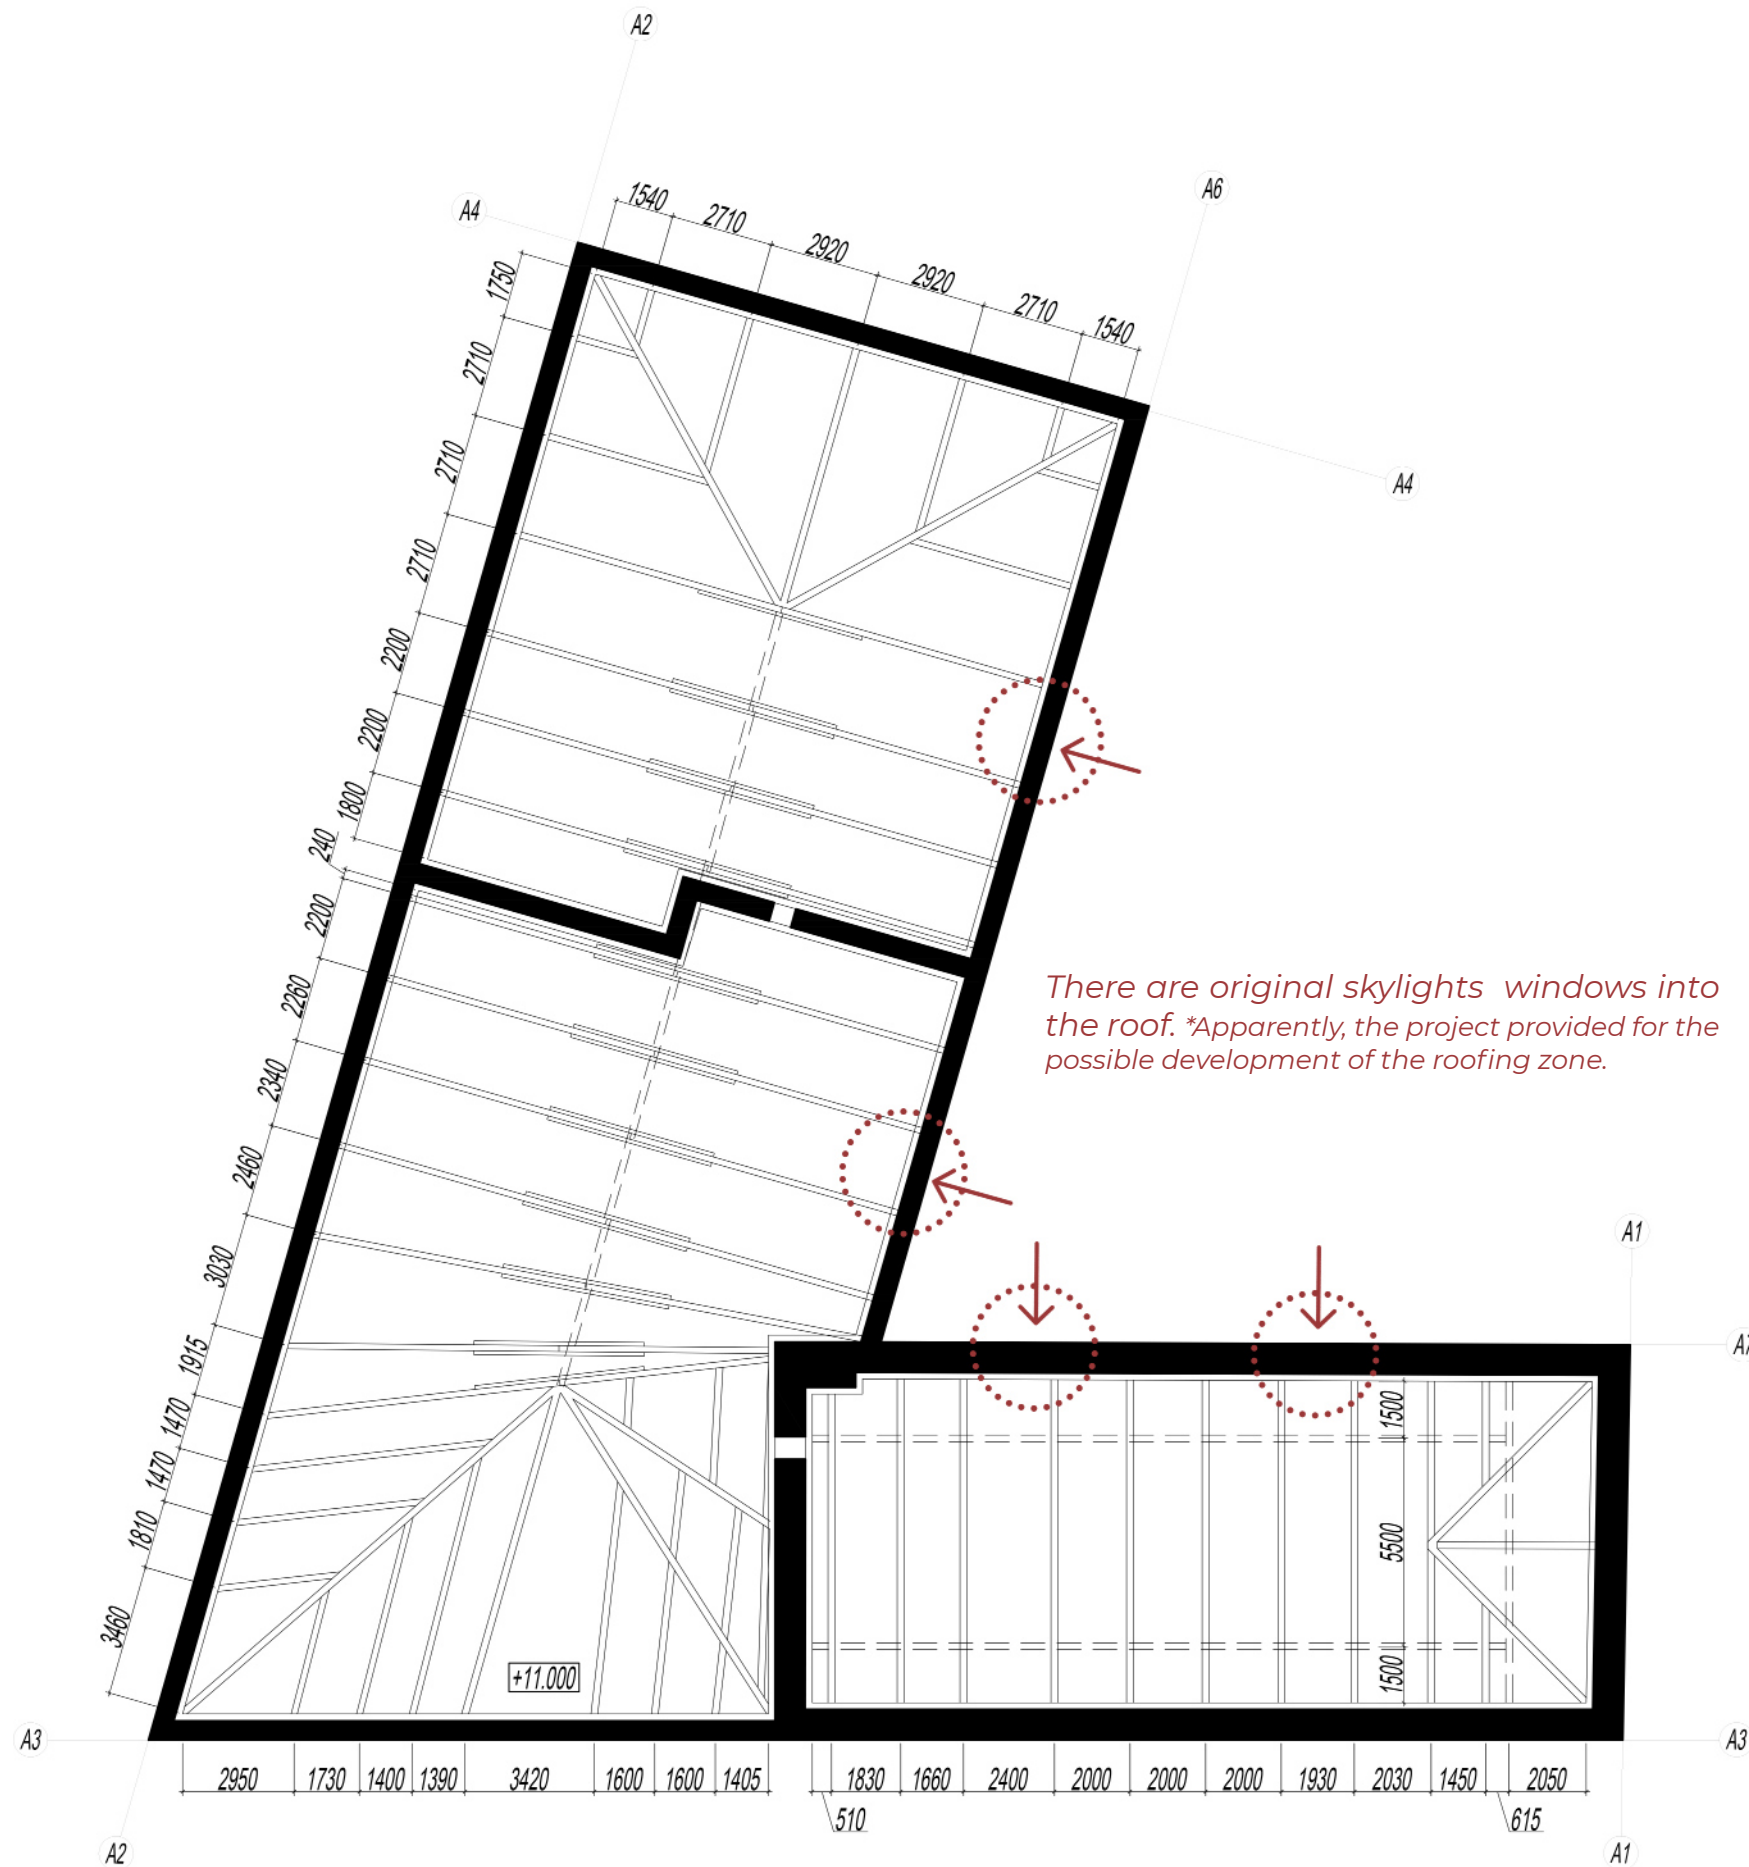 A2
A6
A4
1540
2710
2920
2920
2710
1540
1750
2710
2710
2710
2200
2200
1800
240
2200
2260
2340
2460
3030
1915
1470
1470
1810
3460
A4
There are original skylights windows into
the roof. *Apparently, the project provided for the
possible development of the roofing zone.
A1
1500
5500
1500
+11.000
A3
A3
2950 1730 1400 1390 3420 1600 1600 1405 1830 1660 2400 2000 2000 2000 1930 2030 1450 2050
510 615
A2
A1